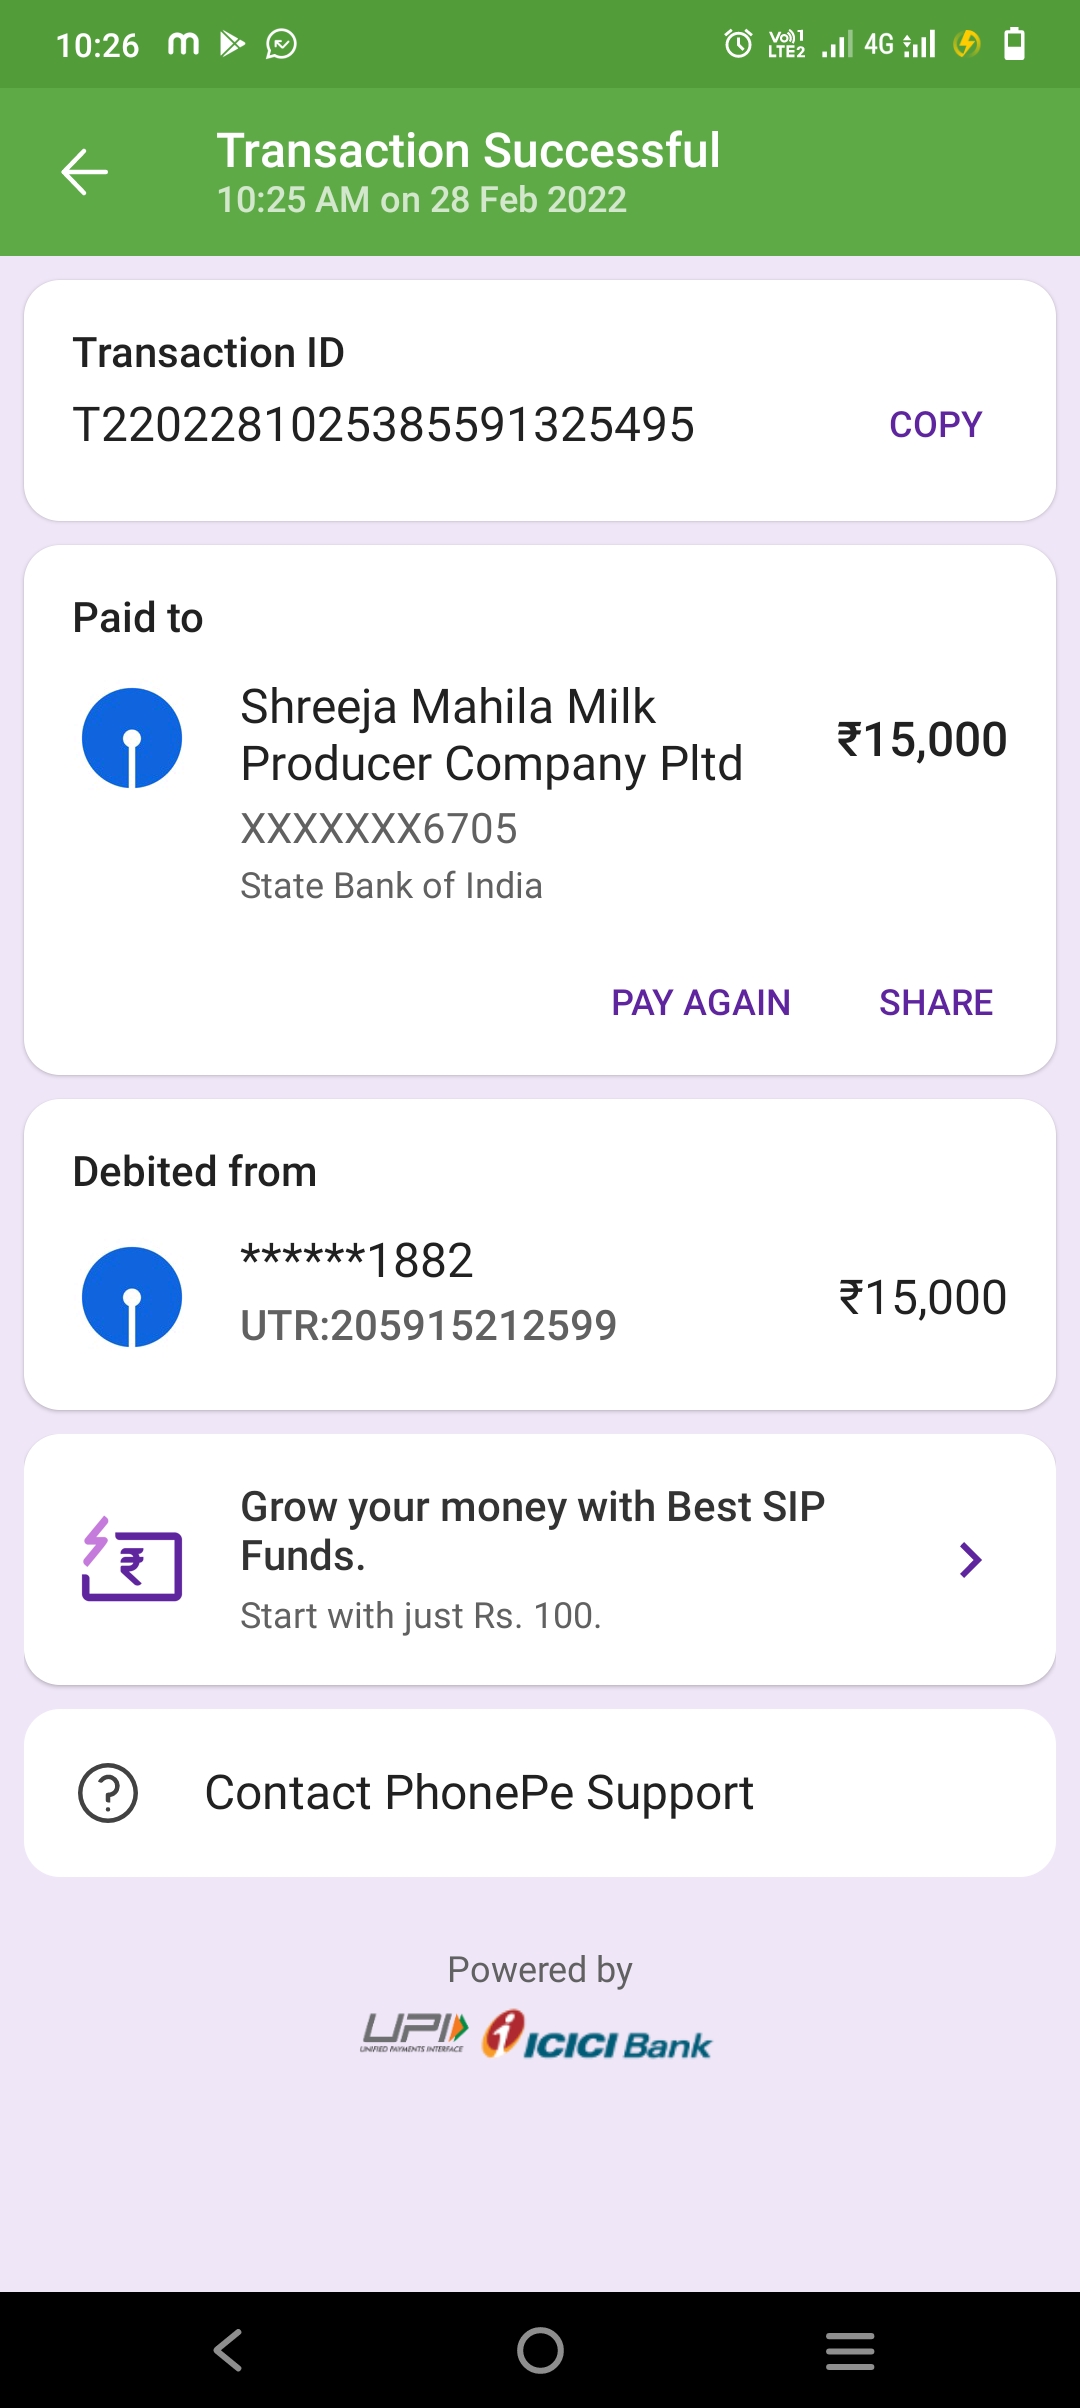 10:26
Vo)) 1
LTE2
4G
Transaction Successful
10:25 AM on 28 Feb 2022
Transaction ID
T2202281025385591325495
COPY
Paid to
Shreeja Mahila Milk
Producer Company Pltd
₹15,000
XXXXXXX6705
State Bank of India
PAY AGAIN
SHARE
Debited from
******1882
₹15,000
UTR:205915212599
Grow your money with Best SIP
Funds.
Start with just Rs. 100.
Contact PhonePe Support
Powered by
UPI
UNIFIED PAYMENTS INTERFACE
ICICI Bank